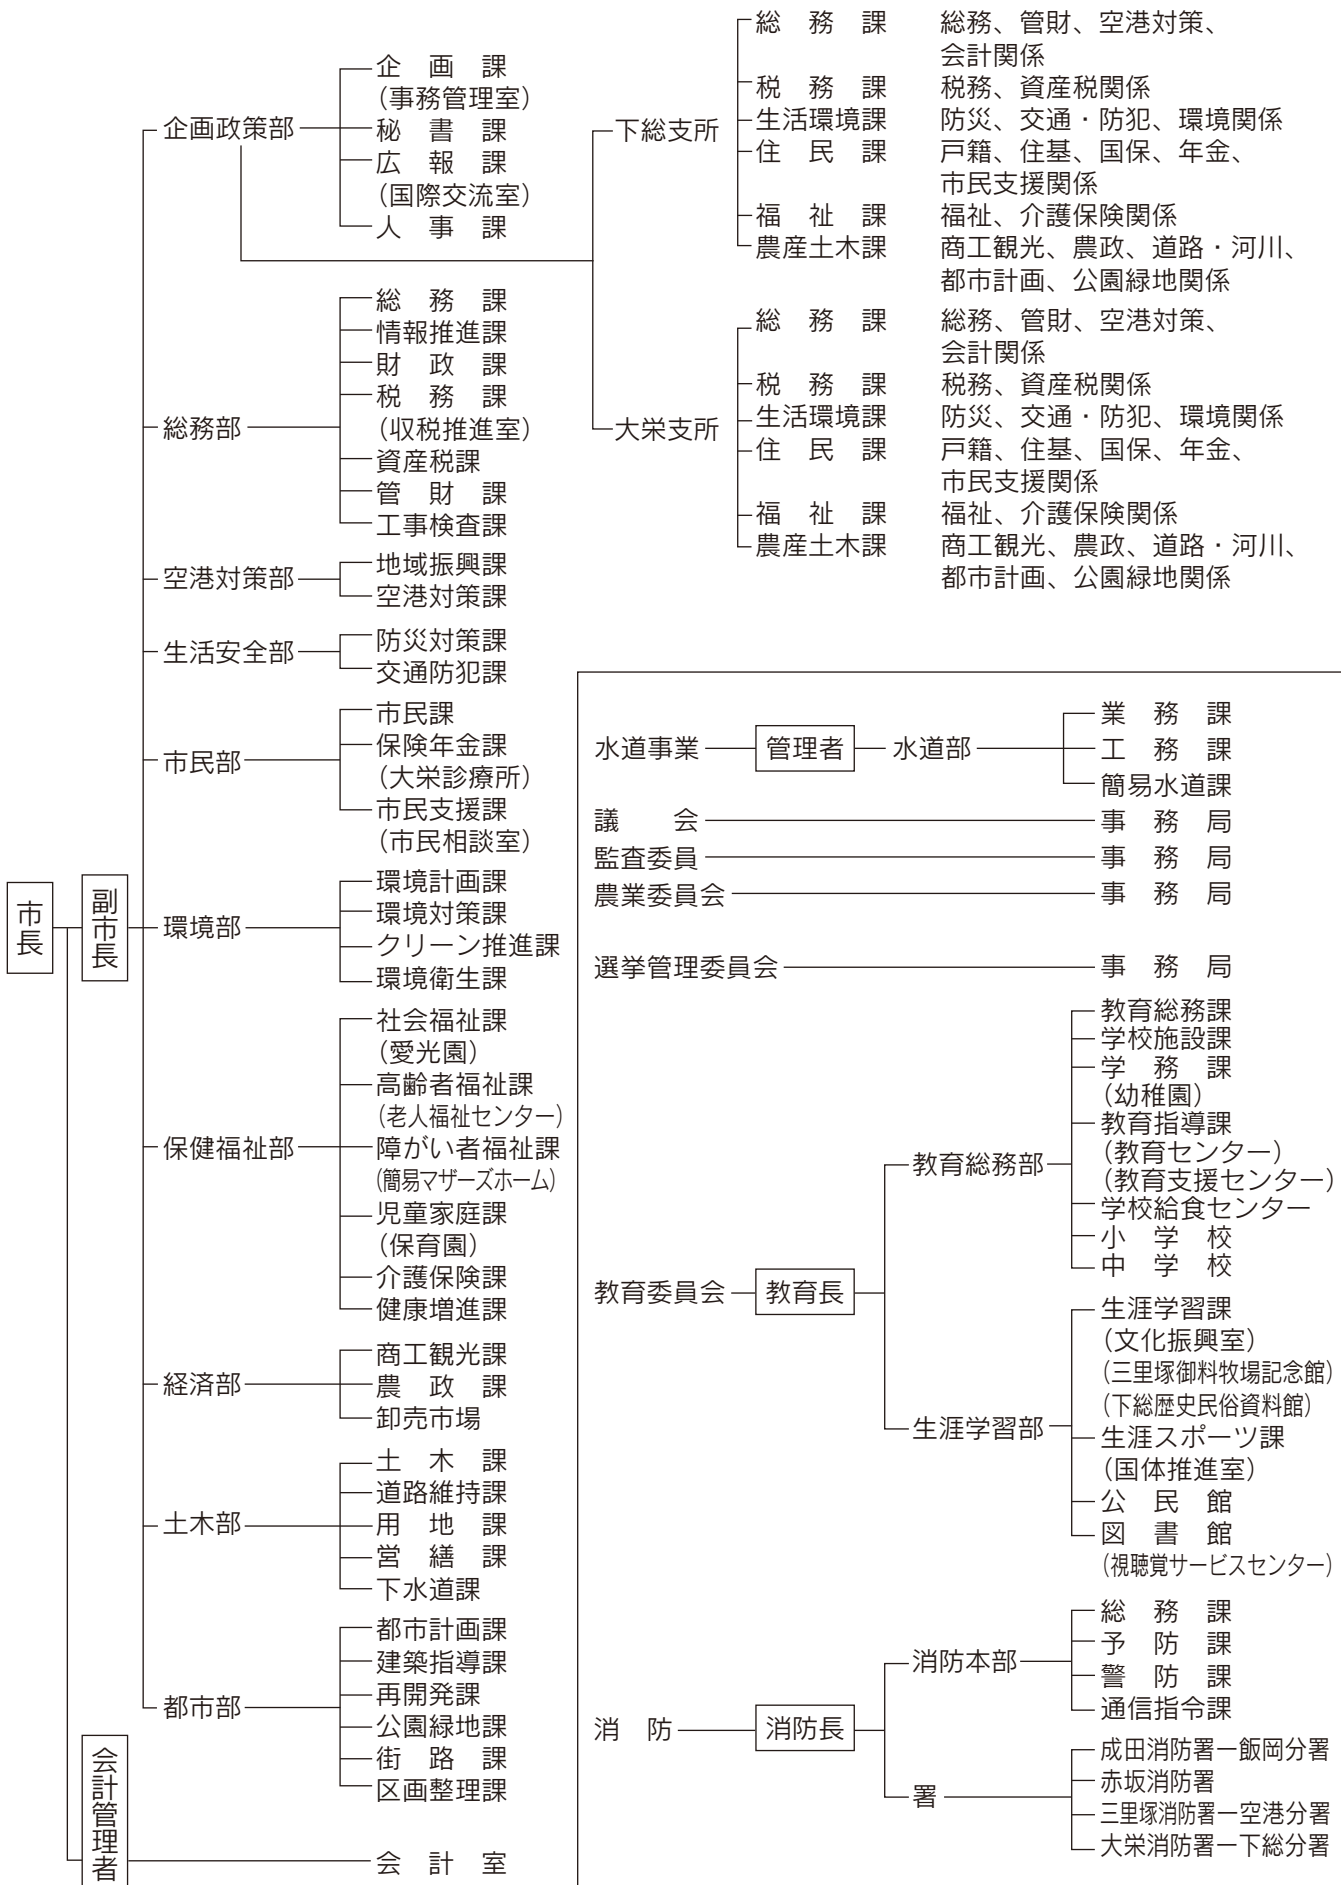 市長
副市長
企画政策部
企画課
（事務管理室）
秘書課
広報課
（国際交流室）
人事課
下総支所
総務課 総務、管財、空港対策、
会計関係
税務課 税務、資産税関係
生活環境課 防災、交通・防犯、環境関係
住民課 戸籍、住基、国保、年金、
市民支援関係
福祉課 福祉、介護保険関係
農産土木課 商工観光、農政、道路・河川、
都市計画、公園緑地関係
大栄支所
総務課 総務、管財、空港対策、
会計関係
税務課 税務、資産税関係
生活環境課 防災、交通・防犯、環境関係
住民課 戸籍、住基、国保、年金、
市民支援関係
福祉課 福祉、介護保険関係
農産土木課 商工観光、農政、道路・河川、
都市計画、公園緑地関係
総務部
総務課
情報推進課
財政課
税務課
（収税推進室）
資産税課
管財課
工事検査課
空港対策部
地域振興課
空港対策課
生活安全部
防災対策課
交通防犯課
市民部
市民課
保険年金課
（大栄診療所）
市民支援課
（市民相談室）
環境部
環境計画課
環境対策課
クリーン推進課
環境衛生課
保健福祉部
社会福祉課
（愛光園）
高齢者福祉課
（老人福祉センター）
障がい者福祉課
（簡易マザーズホーム）
児童家庭課
（保育園）
介護保険課
健康増進課
経済部
商工観光課
農政課
卸売市場
土木部
土木課
道路維持課
用地課
営繕課
下水道課
都市部
都市計画課
建築指導課
再開発課
公園緑地課
街路課
区画整理課
会計管理者
会計室
水道事業 管理者 水道部
業務課
工務課
簡易水道課
議会 事務局
監査委員 事務局
農業委員会 事務局
選挙管理委員会 事務局
教育委員会 教育長
教育総務部
教育総務課
学校施設課
学務課
（幼稚園）
教育指導課
（教育センター）
（教育支援センター）
学校給食センター
小学校
中学校
生涯学習部
生涯学習課
（文化振興室）
（三里塚御料牧場記念館）
（下総歴史民俗資料館）
生涯スポーツ課
（国体推進室）
公民館
図書館
（視聴覚サービスセンター）
消防 消防長
消防本部
総務課
予防課
警防課
通信指令課
署
成田消防署ー飯岡分署
赤坂消防署
三里塚消防署ー空港分署
大栄消防署ー下総分署